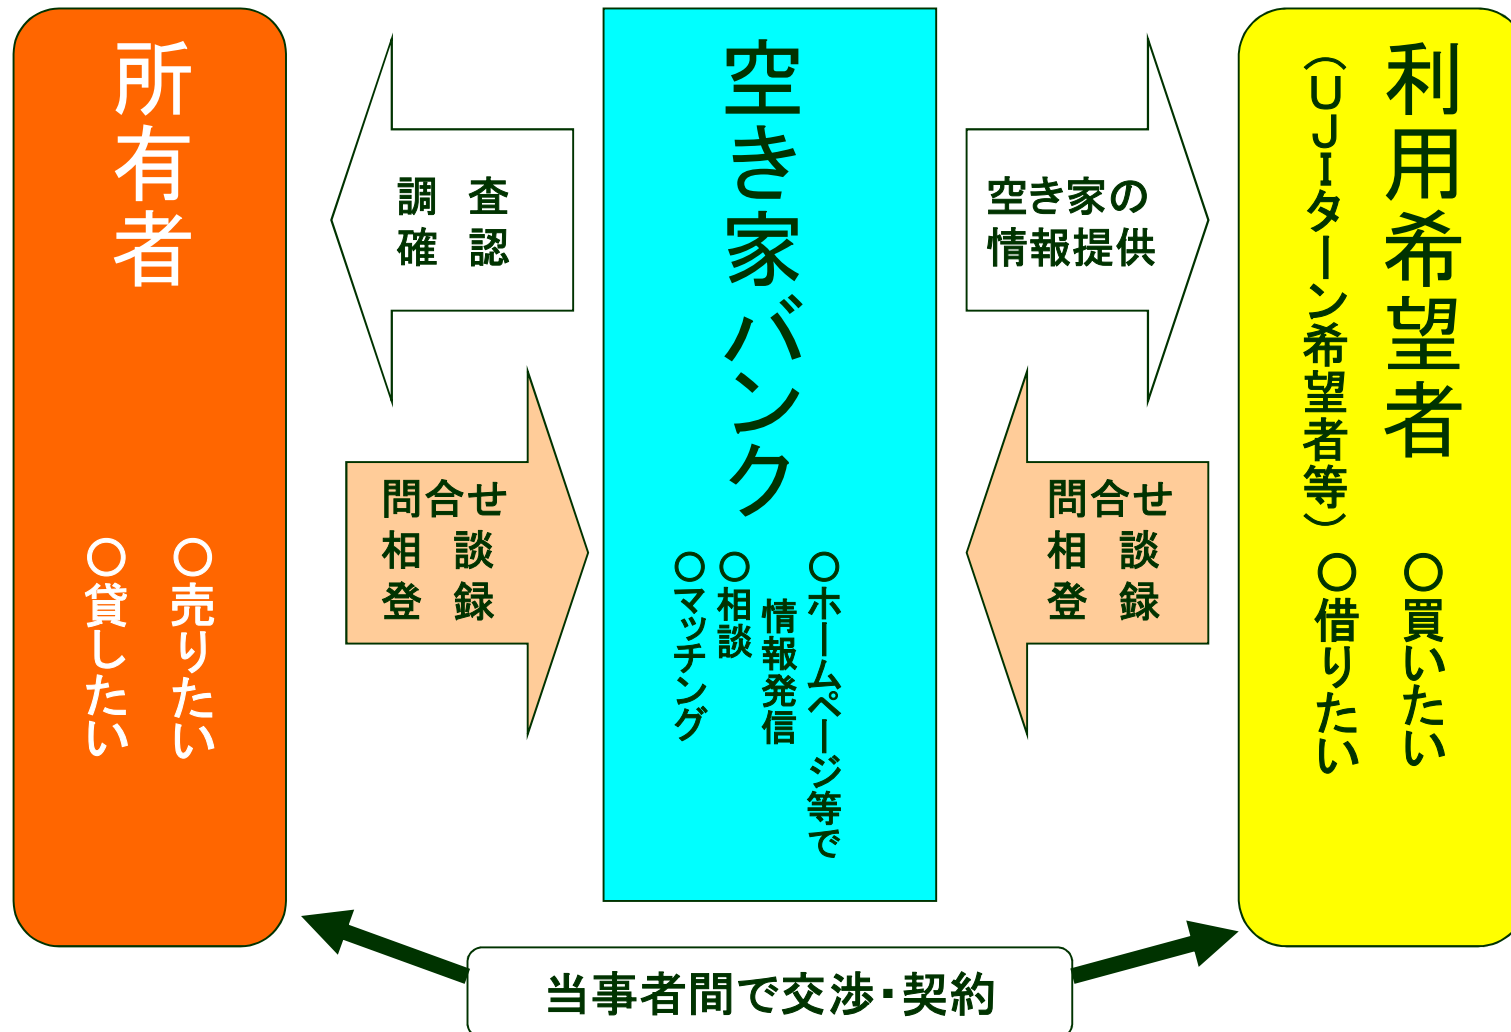 所有者
○売りたい
○貸したい
調　査
確　認
問合せ
相　談
登　録
空き家バンク
○ホームページ等で
情報発信
○相談
○マッチング
空き家の
情報提供
問合せ
相　談
登　録
利用希望者
（ＵＪＩターン希望者等）
○買いたい
○借りたい
当事者間で交渉・契約